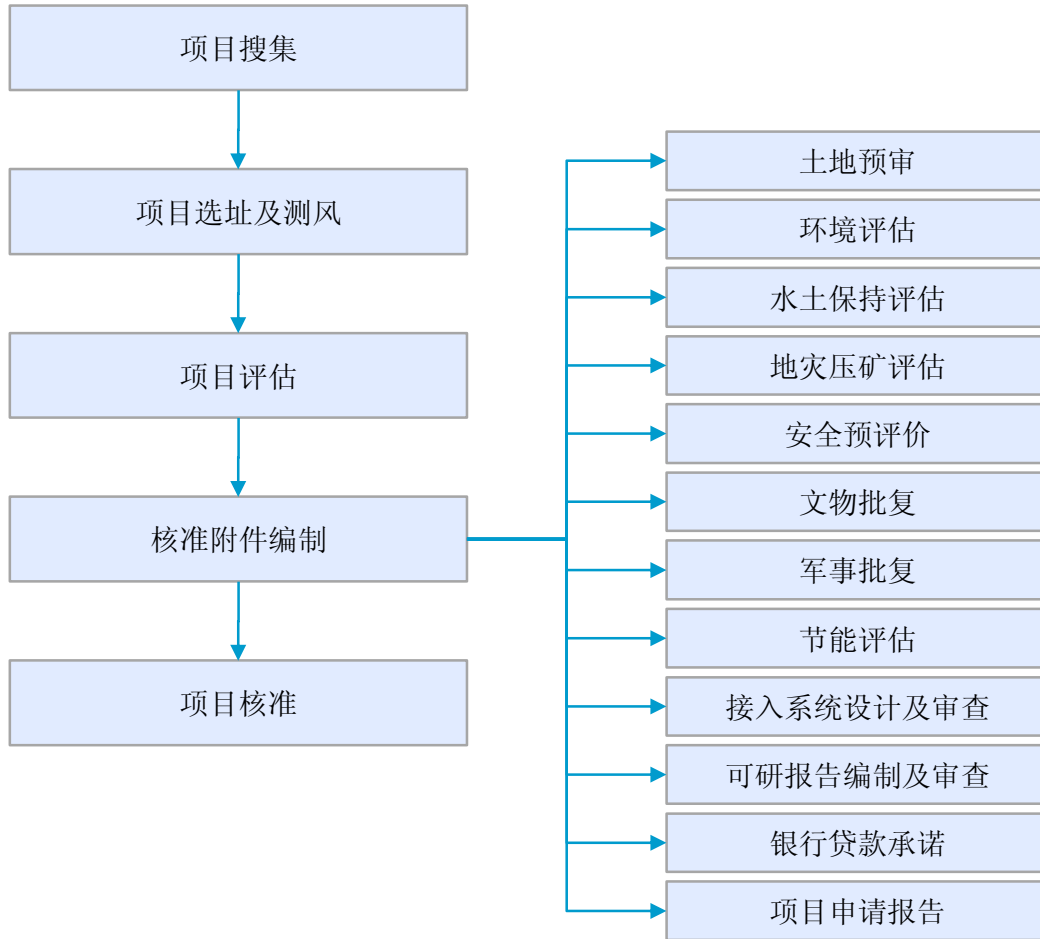 项目搜集
项目选址及测风
项目评估
核准附件编制
项目核准
土地预审
环境评估
水土保持评估
地灾压矿评估
安全预评价
文物批复
军事批复
节能评估
接入系统设计及审查
可研报告编制及审查
银行贷款承诺
项目申请报告